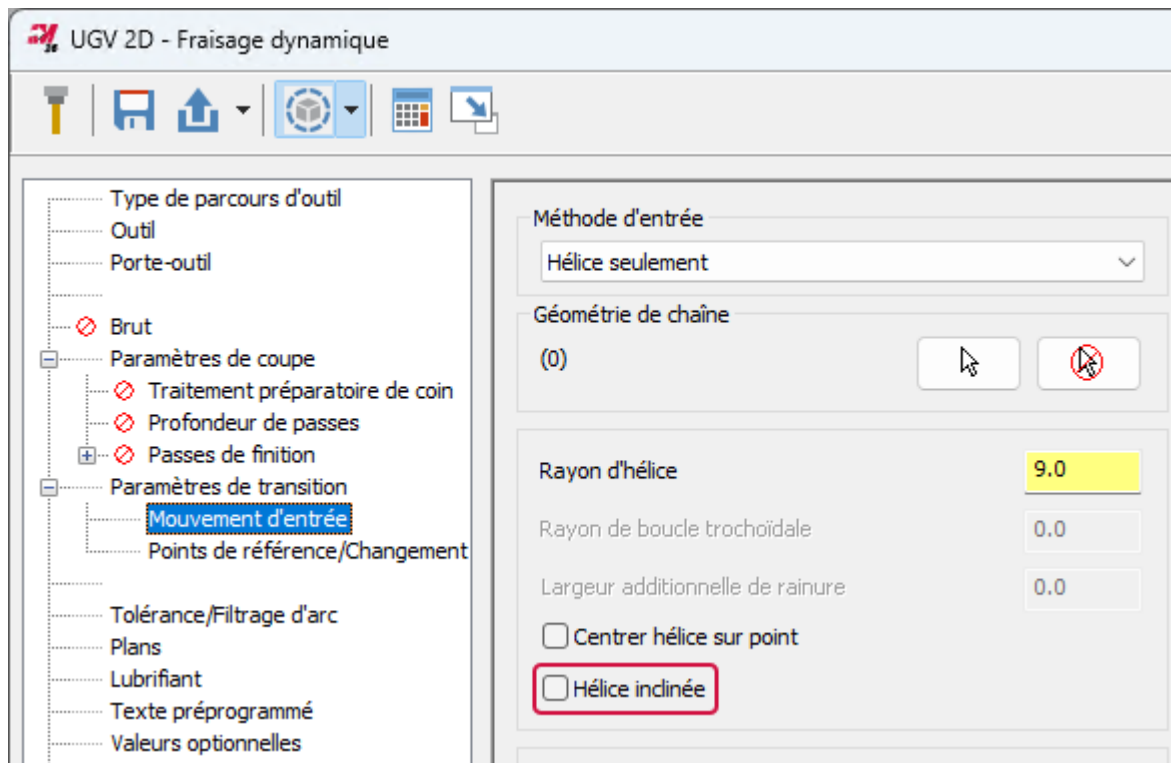 UGV 2D - Fraisage dynamique
Type de parcours d'outil
Outil
Porte-outil
Brut
Paramètres de coupe
Traitement préparatoire de coin
Profondeur de passes
Passes de finition
Paramètres de transition
Mouvement d'entrée
Points de référence/Changement
Tolérance/Filtrage d'arc
Plans
Lubrifiant
Texte préprogrammé
Valeurs optionnelles
Méthode d'entrée
Hélice seulement
Géométrie de chaîne
(0)
Rayon d'hélice 9.0
Rayon de boucle trochoïdale 0.0
Largeur additionnelle de rainure 0.0
Centrer hélice sur point
Hélice inclinée